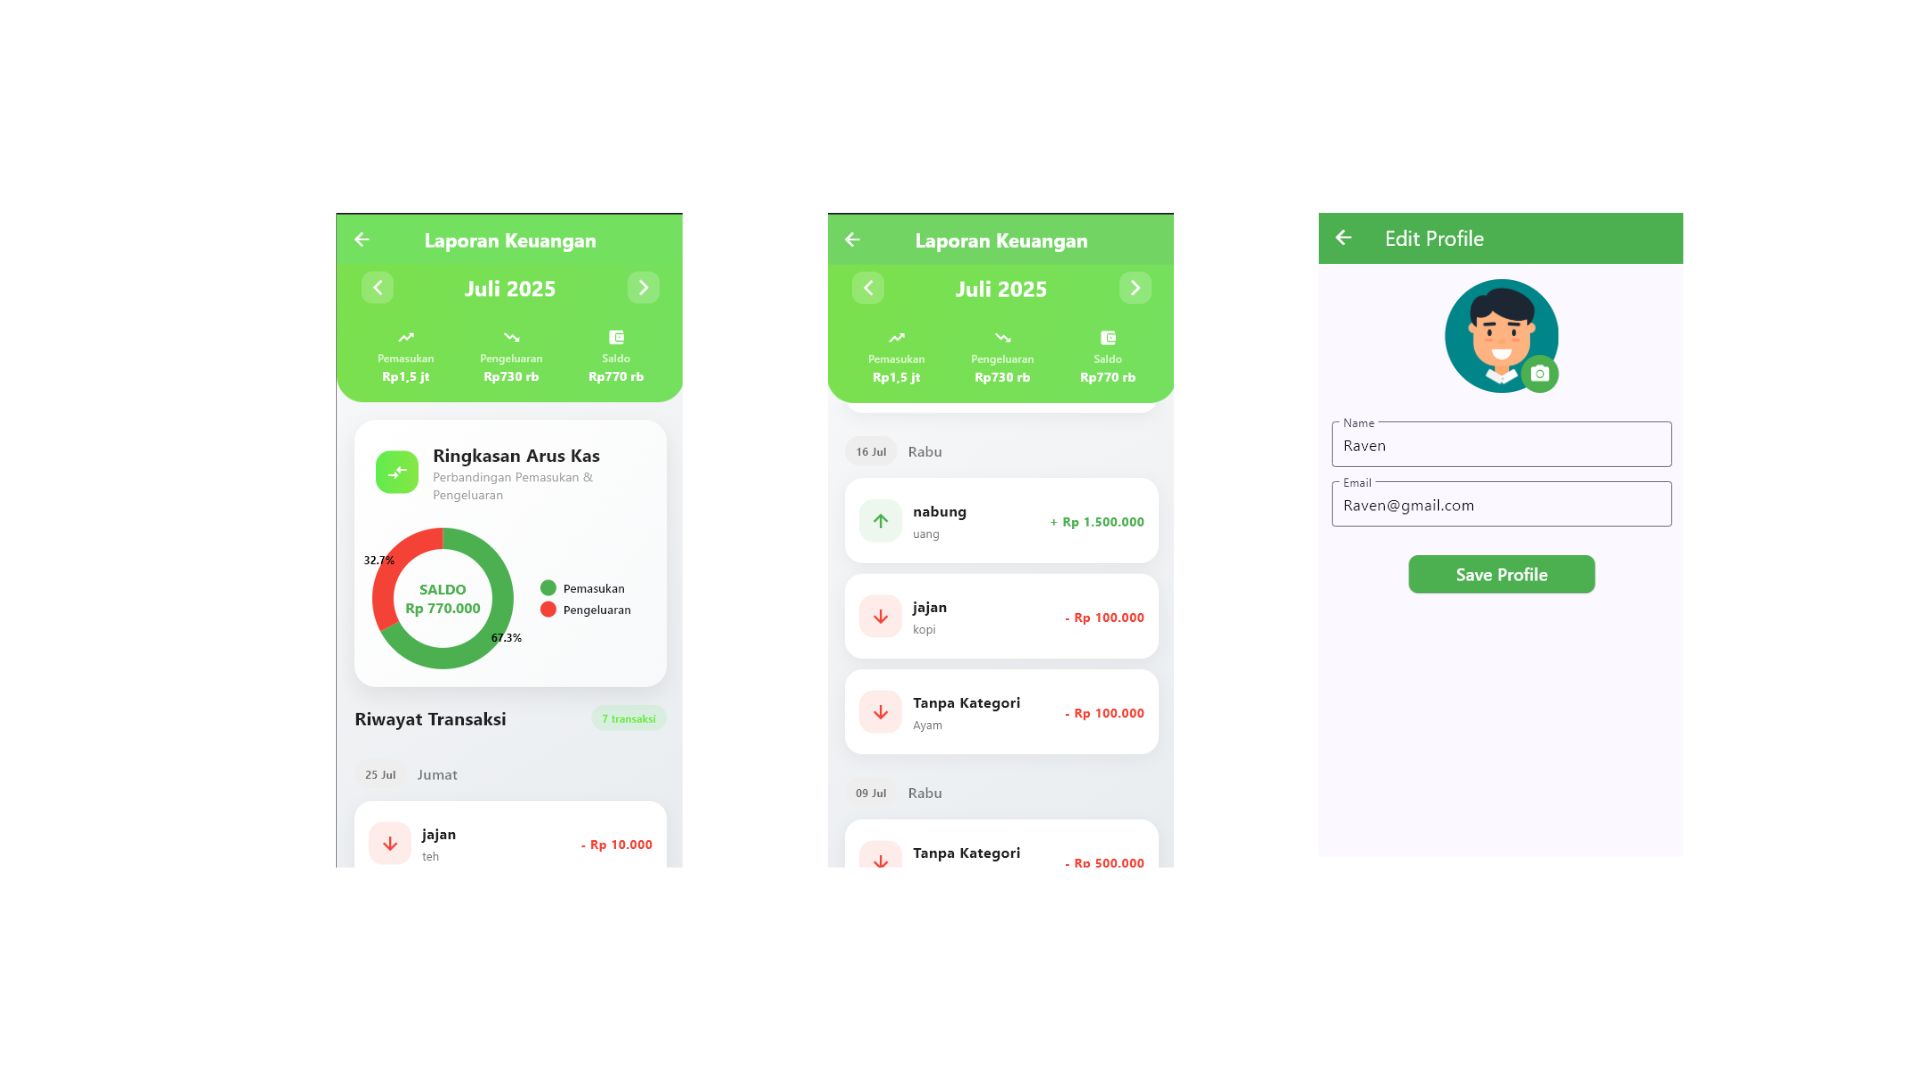 Laporan Keuangan
Juli 2025
Pemasukan
Rp1,5 jt
Pengeluaran
Rp730 rb
Saldo
Rp770 rb
Ringkasan Arus Kas
Perbandingan Pemasukan &
Pengeluaran
32.7%
SALDO
Rp 770.000
67.3%
Pemasukan
Pengeluaran
Riwayat Transaksi
7 transaksi
25 Jul
Jumat
jajan
teh
- Rp 10.000
Laporan Keuangan
Juli 2025
Pemasukan
Rp1,5 jt
Pengeluaran
Rp730 rb
Saldo
Rp770 rb
16 Jul
Rabu
nabung
uang
+ Rp 1.500.000
jajan
kopi
- Rp 100.000
Tanpa Kategori
Ayam
- Rp 100.000
09 Jul
Rabu
Tanpa Kategori
- Rp 500.000
Edit Profile
Name
Raven
Email
Raven@gmail.com
Save Profile